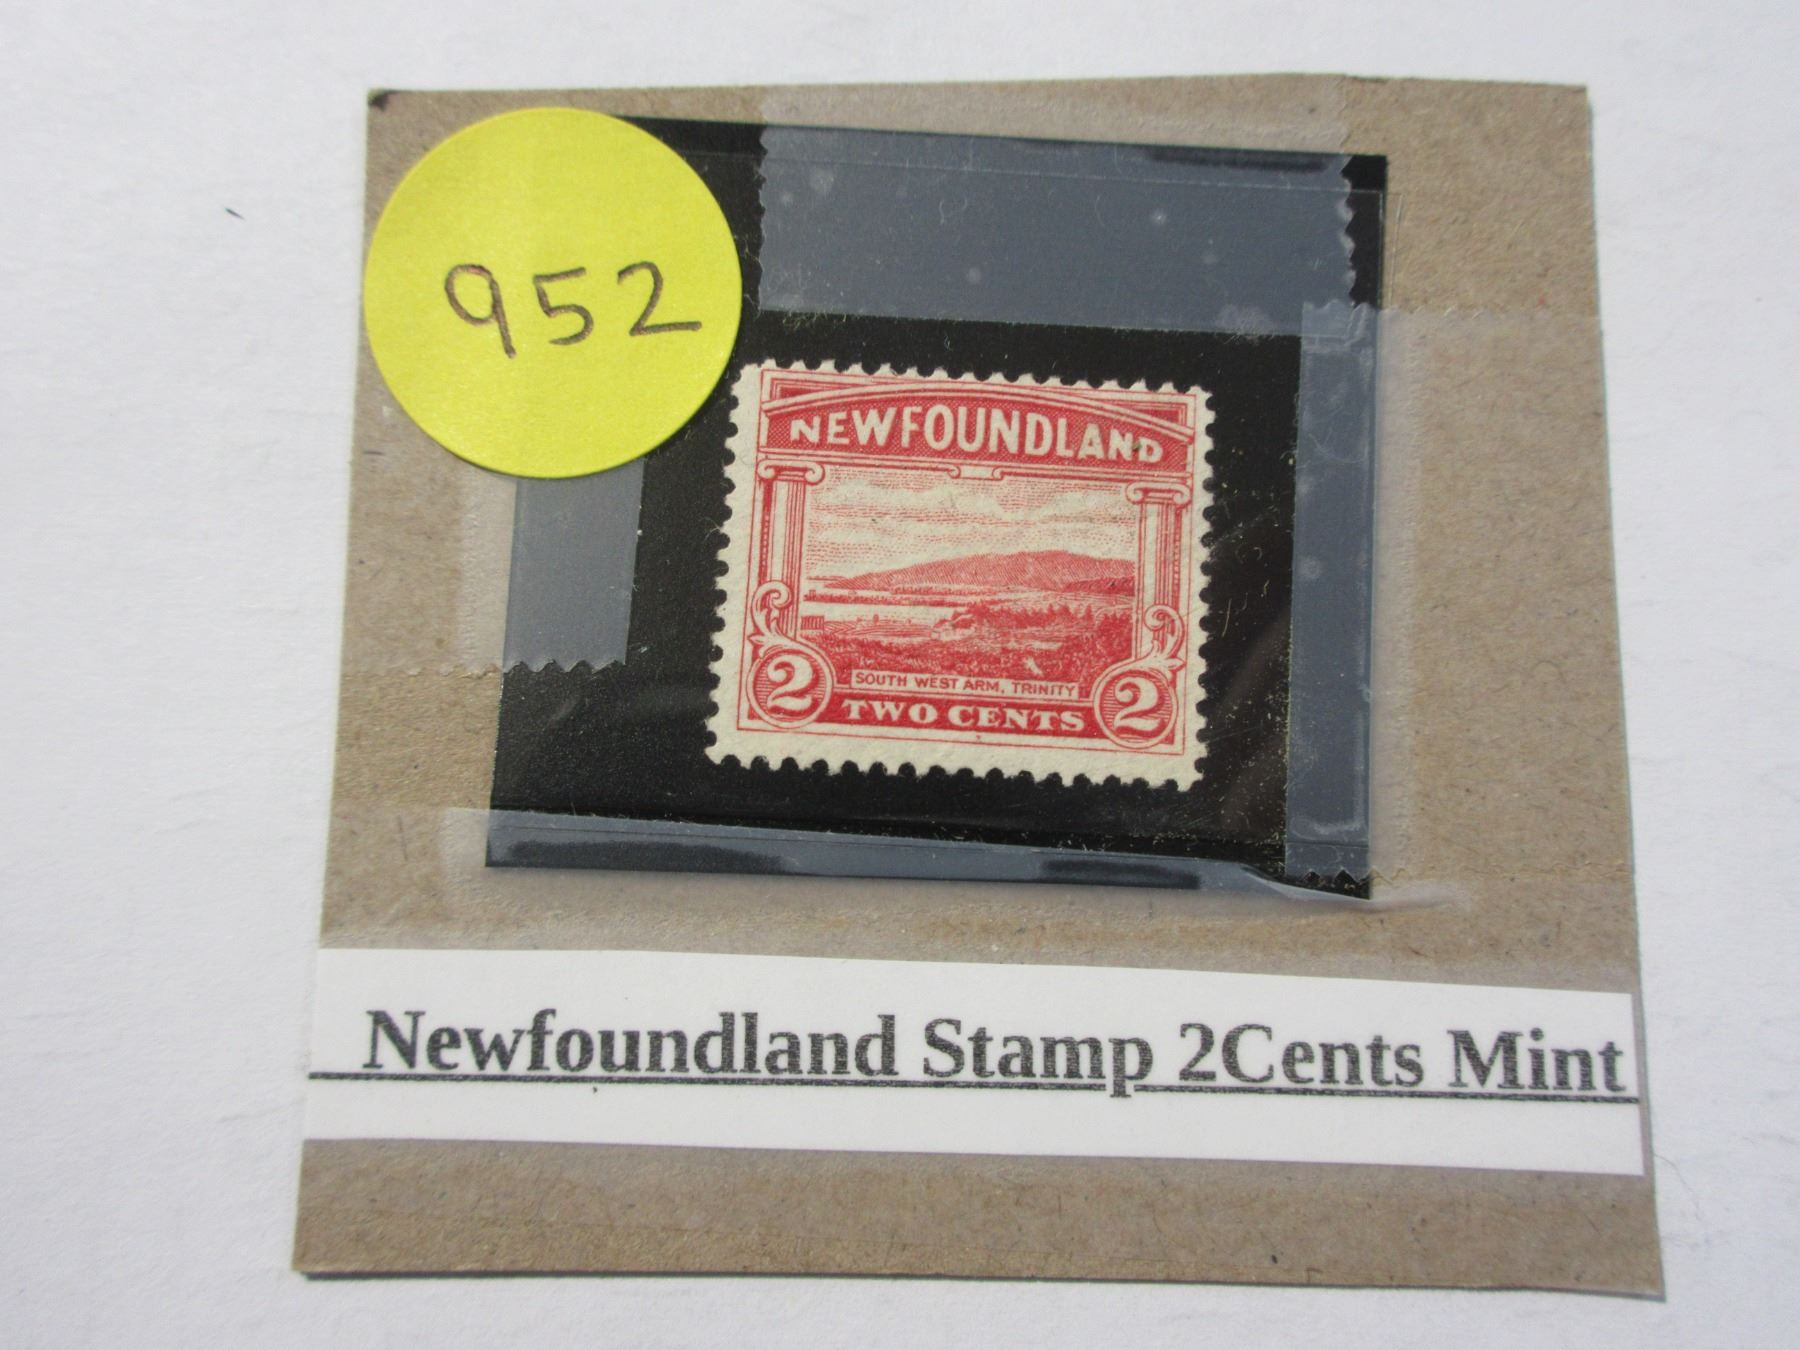 952
NEWFOUNDLAND
SOUTH WEST ARM, TRINITY
2 TWO CENTS 2
Newfoundland Stamp 2Cents Mint